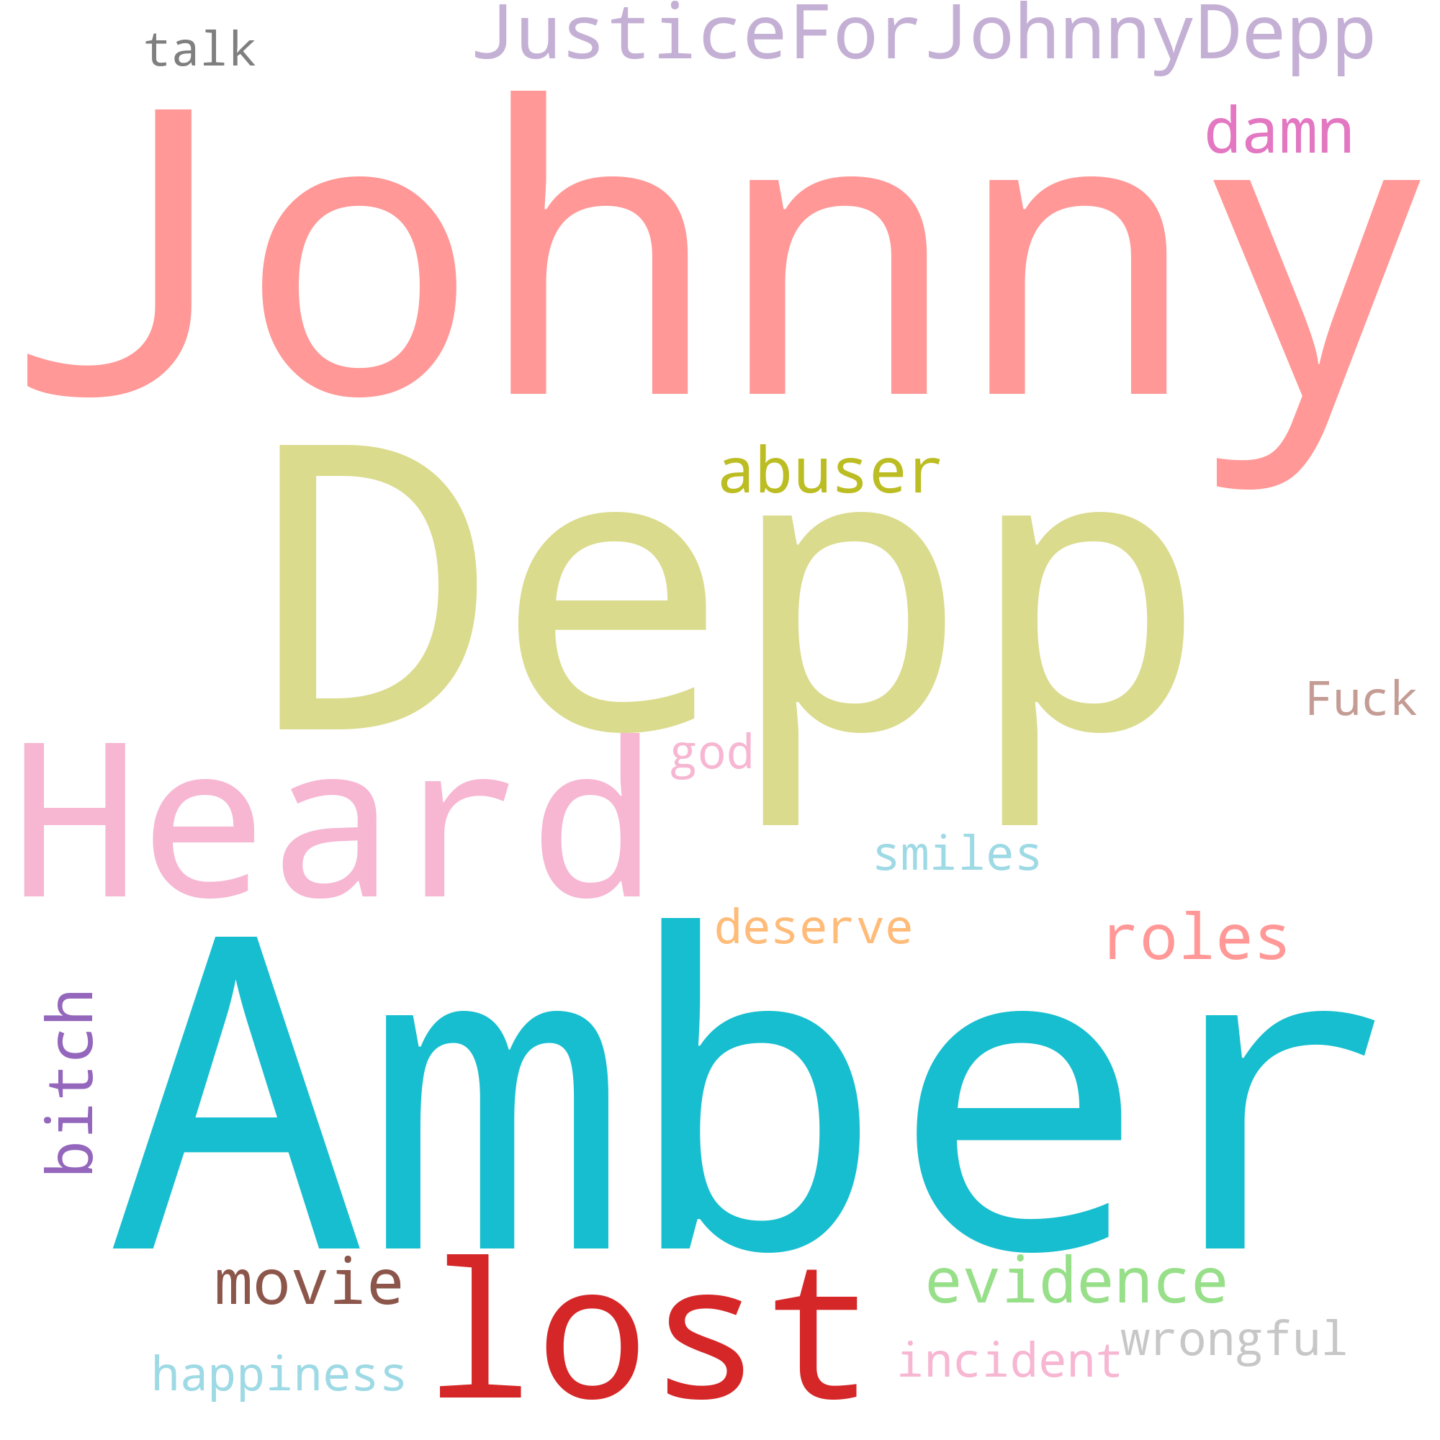 talk JusticeForJohnnyDepp
damn
Johnny
abuser
Depp
Fuck
god
Heard
smiles
deserve
roles
bitch
Amber
movie
lost
evidence
wrongful
happiness
incident